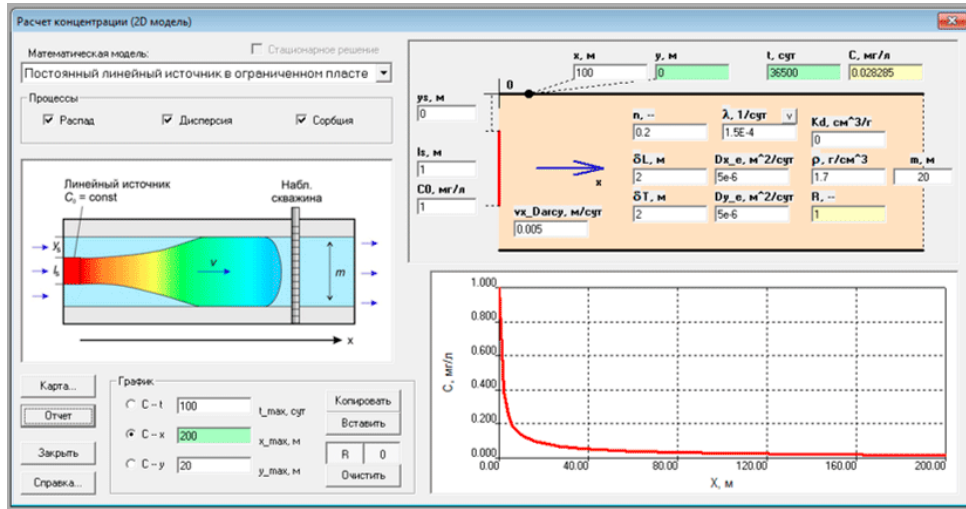 Расчет концентрации (2D модель)
Математическая модель:
Стационарное решение
Постоянный линейный источник в ограниченном пласте
Процессы
Распад
Дисперсия
Сорбция
Линейный источник
C₀ = const
Набл.
скважина
yₛ
lₛ
v
m
x
Карта...
Отчет
Закрыть
Справка...
График
C – t
100
t_max, сут
C – x
200
x_max, м
C – y
20
y_max, м
Копировать
Вставить
R
0
Очистить
x, м
100
y, м
0
t, сут
36500
C, мг/л
0.028285
0
ys, м
0
ls, м
1
C0, мг/л
1
x
n, --
0.2
λ, 1/сут
v
1.5E-4
Kd, см^3/г
0
δL, м
2
Dx_e, м^2/сут
5e-6
ρ, г/см^3
1.7
m, м
20
δT, м
2
Dy_e, м^2/сут
5e-6
R, --
1
vx_Darcy, м/сут
0.005
C, мг/л
1.000
0.800
0.600
0.400
0.200
0.000
0.00
40.00
80.00
120.00
160.00
200.00
X, м